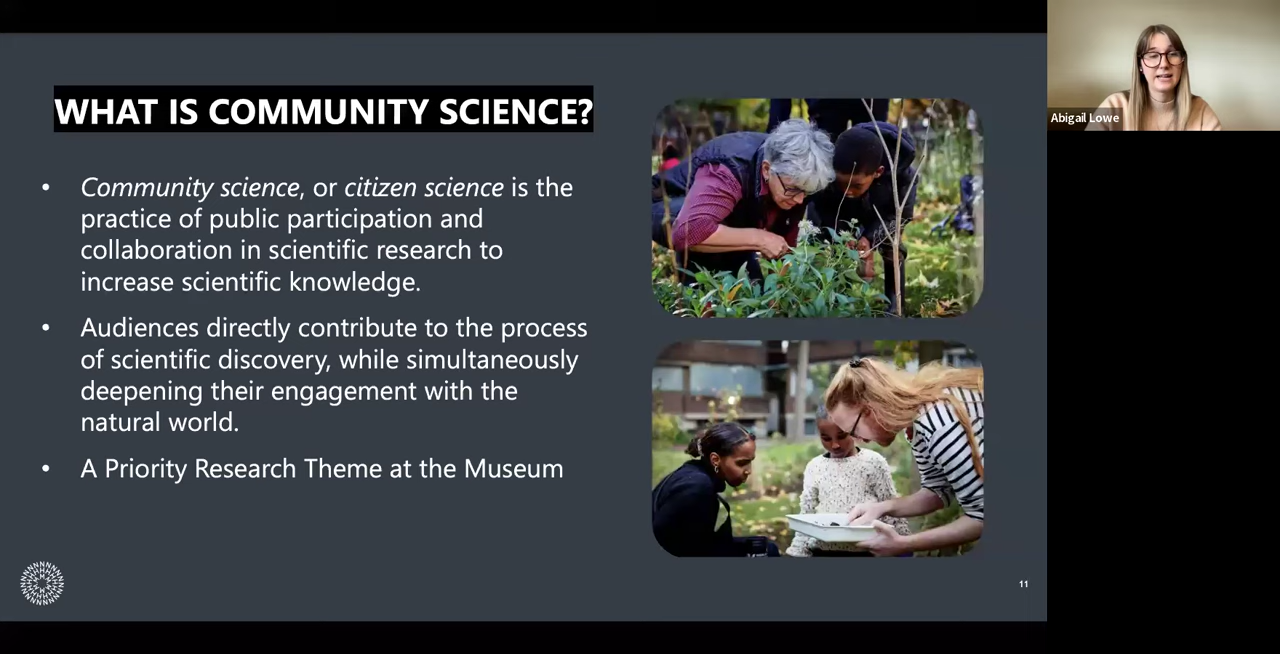 WHAT IS COMMUNITY SCIENCE?
• Community science, or citizen science is the
practice of public participation and
collaboration in scientific research to
increase scientific knowledge.
• Audiences directly contribute to the process
of scientific discovery, while simultaneously
deepening their engagement with the
natural world.
• A Priority Research Theme at the Museum
11
Abigail Lowe